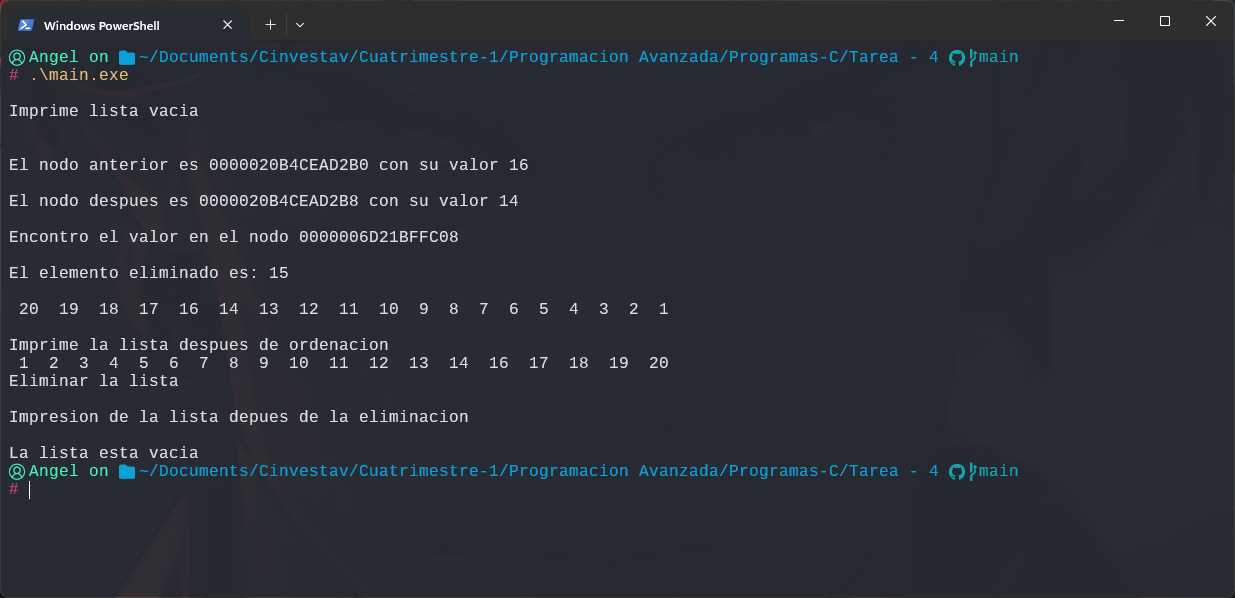 Windows PowerShell
Angel on ~/Documents/Cinvestav/Cuatrimestre-1/Programacion Avanzada/Programas-C/Tarea - 4 main
# .\main.exe
Imprime lista vacia
El nodo anterior es 0000020B4CEAD2B0 con su valor 16
El nodo despues es 0000020B4CEAD2B8 con su valor 14
Encontro el valor en el nodo 0000006D21BFFC08
El elemento eliminado es: 15
20 19 18 17 16 14 13 12 11 10 9 8 7 6 5 4 3 2 1
Imprime la lista despues de ordenacion
1 2 3 4 5 6 7 8 9 10 11 12 13 14 16 17 18 19 20
Eliminar la lista
Impresion de la lista depues de la eliminacion
La lista esta vacia
Angel on ~/Documents/Cinvestav/Cuatrimestre-1/Programacion Avanzada/Programas-C/Tarea - 4 main
#